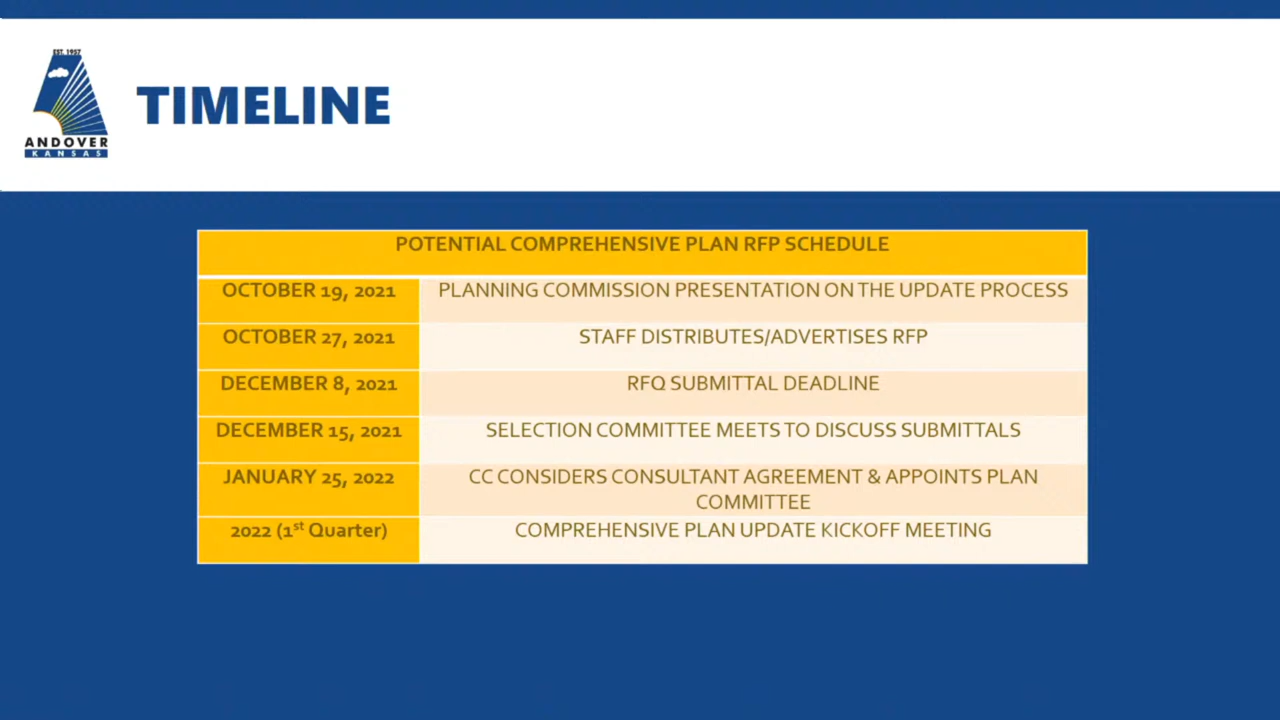 EST. 1957
ANDOVER
KANSAS
TIMELINE
POTENTIAL COMPREHENSIVE PLAN RFP SCHEDULE
OCTOBER 19, 2021 PLANNING COMMISSION PRESENTATION ON THE UPDATE PROCESS
OCTOBER 27, 2021 STAFF DISTRIBUTES/ADVERTISES RFP
DECEMBER 8, 2021 RFQ SUBMITTAL DEADLINE
DECEMBER 15, 2021 SELECTION COMMITTEE MEETS TO DISCUSS SUBMITTALS
JANUARY 25, 2022 CC CONSIDERS CONSULTANT AGREEMENT & APPOINTS PLAN
COMMITTEE
2022 (1st Quarter) COMPREHENSIVE PLAN UPDATE KICKOFF MEETING